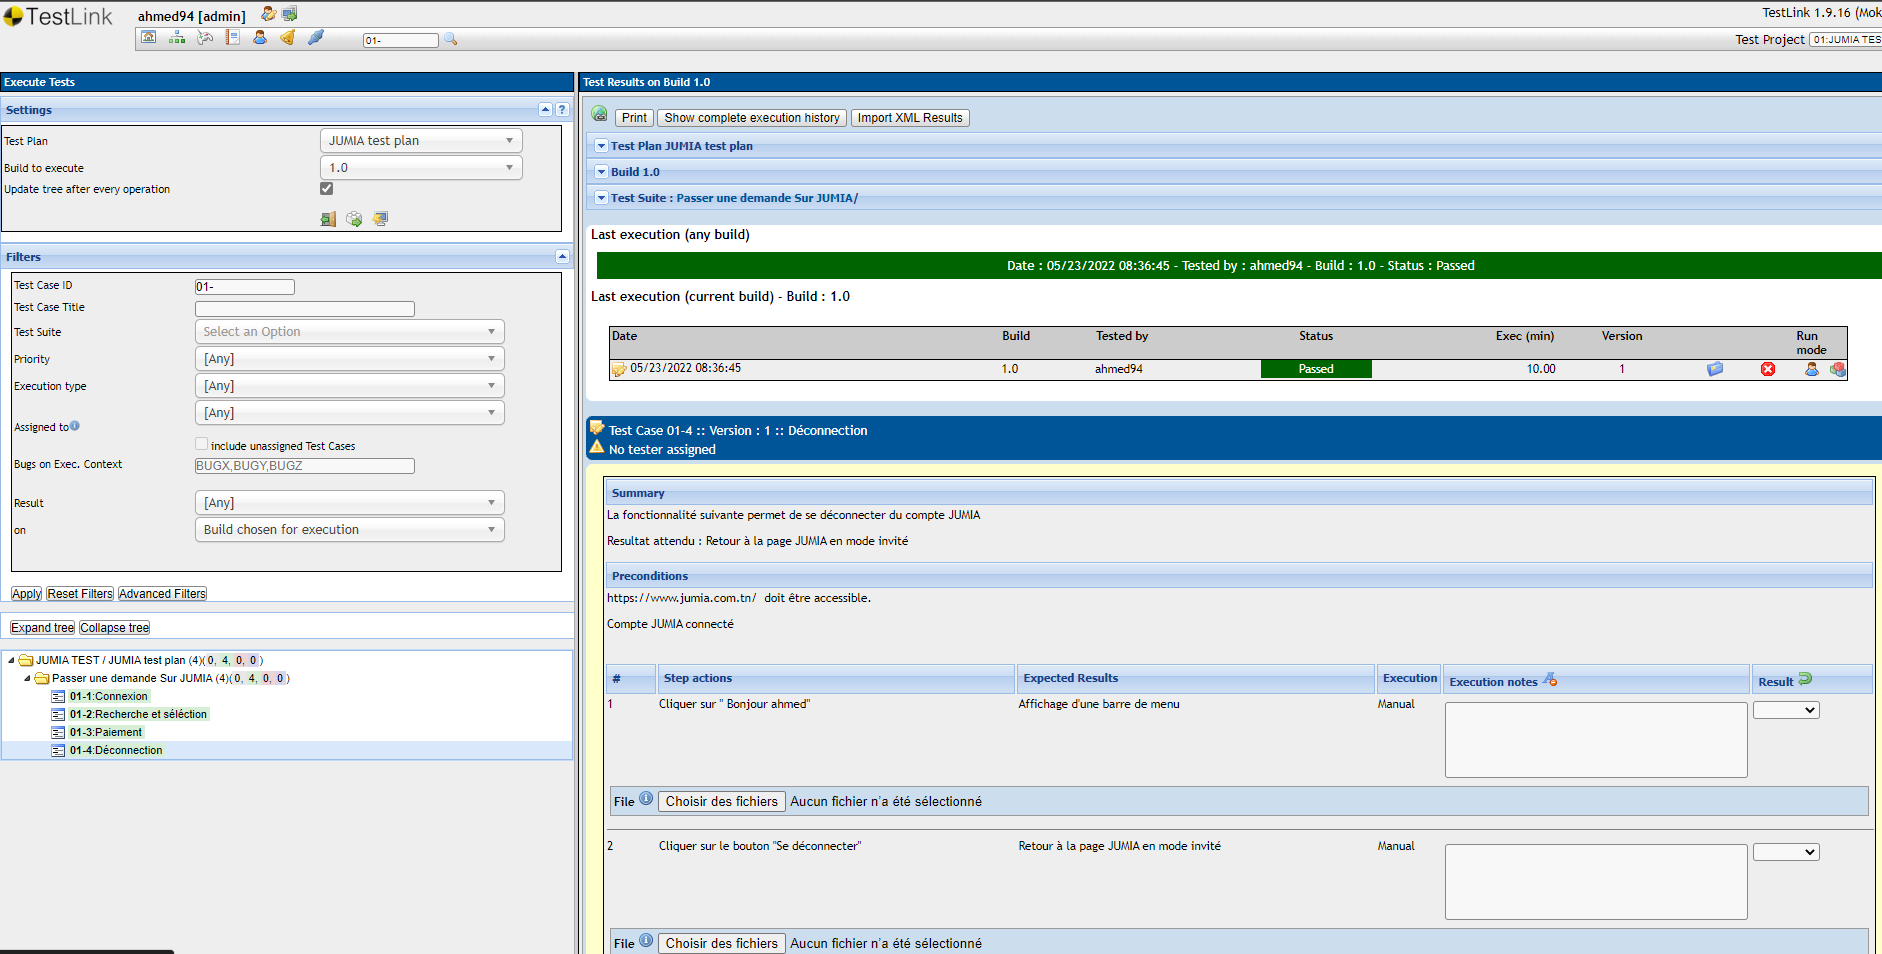 TestLink
ahmed94 [admin]
TestLink 1.9.16 (Mok
01-
Test Project 01:JUMIA TES
Execute Tests
Settings
?
Test Plan JUMIA test plan
Build to execute 1.0
Update tree after every operation
Filters
Test Case ID 01-
Test Case Title
Test Suite Select an Option
Priority [Any]
Execution type [Any]
[Any]
Assigned to
include unassigned Test Cases
Bugs on Exec. Context BUGX,BUGY,BUGZ
Result [Any]
on Build chosen for execution
Apply Reset Filters Advanced Filters
Expand tree Collapse tree
JUMIA TEST / JUMIA test plan (4)(0, 4, 0, 0 )
Passer une demande Sur JUMIA (4)(0, 4, 0, 0 )
01-1:Connexion
01-2:Recherche et séléction
01-3:Paiement
01-4:Déconnection
Test Results on Build 1.0
Print Show complete execution history Import XML Results
Test Plan JUMIA test plan
Build 1.0
Test Suite : Passer une demande Sur JUMIA/
Last execution (any build)
Date : 05/23/2022 08:36:45 - Tested by : ahmed94 - Build : 1.0 - Status : Passed
Last execution (current build) - Build : 1.0
Date Build Tested by Status Exec (min) Version Run mode
05/23/2022 08:36:45 1.0 ahmed94 Passed 10.00 1
Test Case 01-4 :: Version : 1 :: Déconnection
No tester assigned
Summary
La fonctionnalité suivante permet de se déconnecter du compte JUMIA
Resultat attendu : Retour à la page JUMIA en mode invité
Preconditions
https://www.jumia.com.tn/ doit être accessible.
Compte JUMIA connecté
# Step actions Expected Results Execution Execution notes Result
1 Cliquer sur " Bonjour ahmed" Affichage d'une barre de menu Manual
File Choisir des fichiers Aucun fichier n'a été sélectionné
2 Cliquer sur le bouton "Se déconnecter" Retour à la page JUMIA en mode invité Manual
File Choisir des fichiers Aucun fichier n'a été sélectionné